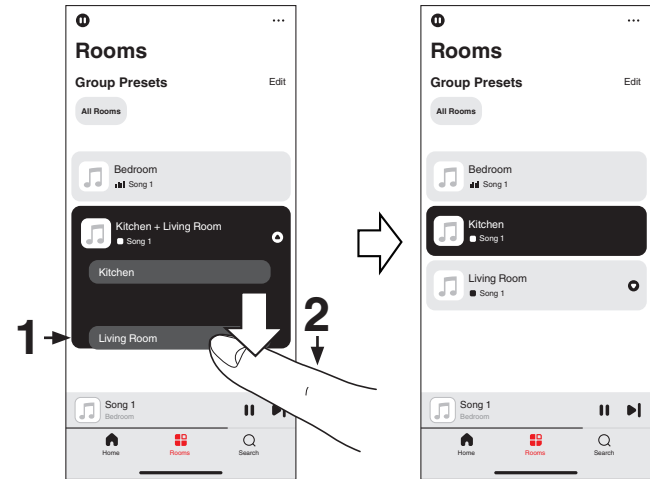 Rooms
Group Presets Edit
All Rooms
Bedroom
Song 1
Kitchen + Living Room
Song 1
Kitchen
Living Room
1
2
Song 1
Bedroom
Home Rooms Search
Rooms
Group Presets Edit
All Rooms
Bedroom
Song 1
Kitchen
Song 1
Living Room
Song 1
Song 1
Bedroom
Home Rooms Search